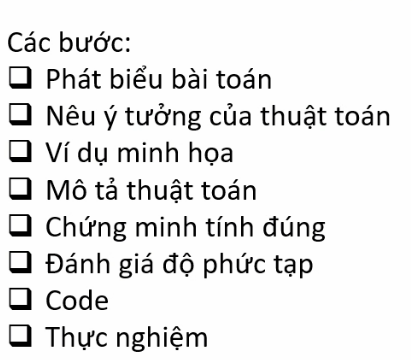 Các bước:
❑ Phát biểu bài toán
❑ Nêu ý tưởng của thuật toán
❑ Ví dụ minh họa
❑ Mô tả thuật toán
❑ Chứng minh tính đúng
❑ Đánh giá độ phức tạp
❑ Code
❑ Thực nghiệm